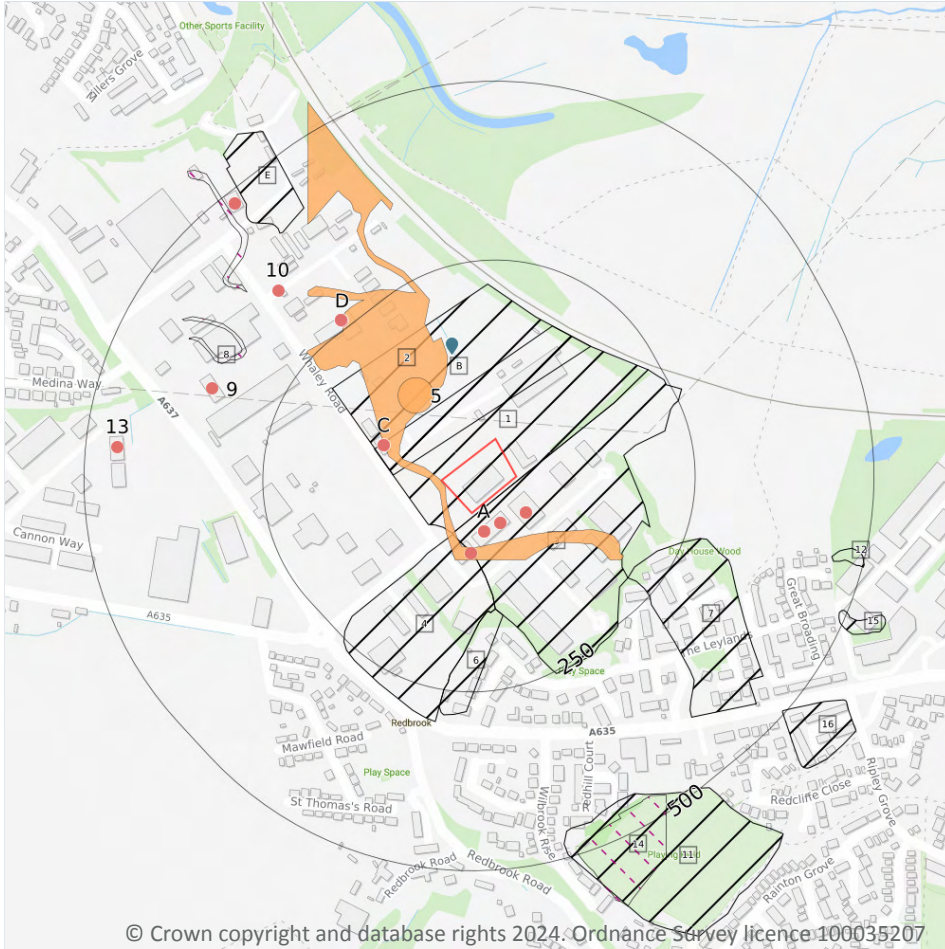 Other Sports Facility
Killers Grove
E
10
D
2
B
5
Whaley Road
8
Medina Way
9
A637
1
C
13
A
Cannon Way
3
12
Day House Wood
A635
Great Broading
4
7
15
The Leylands
6
250
Play Space
Redbrook
A635
16
Mawfield Road
Play Space
Redhill Court
Ripley Grove
500
Redcliffe Close
St Thomas's Road
Wilbrook Rise
14
Playing Field
11
Redbrook Road
Redbrook Road
Rainton Grove
© Crown copyright and database rights 2024. Ordnance Survey licence 100035207